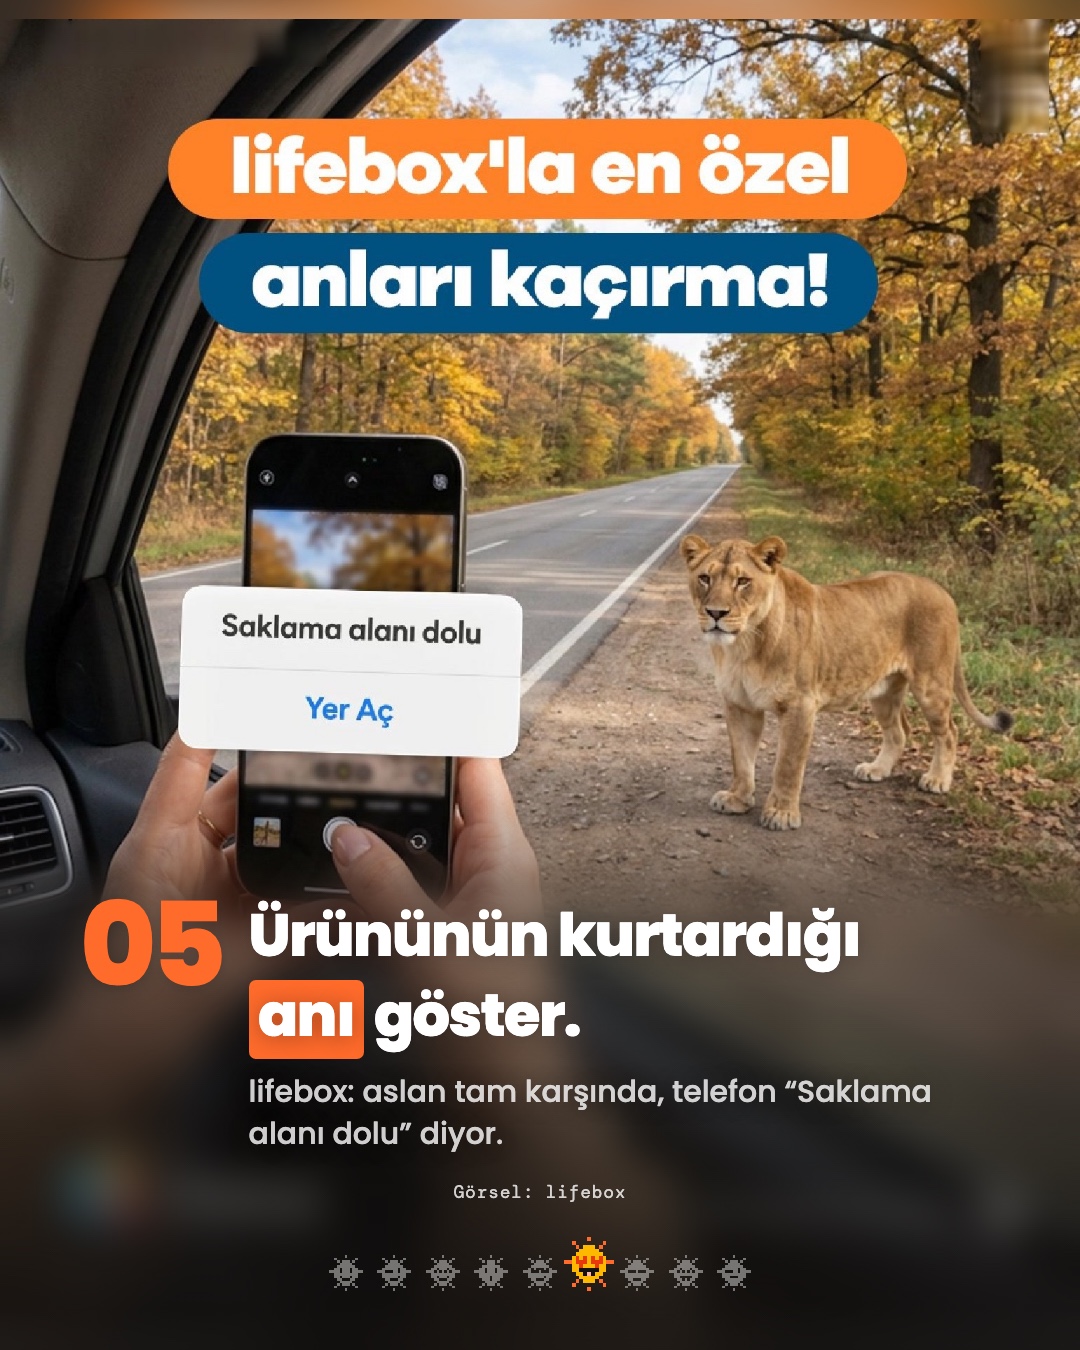 lifebox'la en özel
anları kaçırma!
Saklama alanı dolu
Yer Aç
05
Ürününün kurtardığı
anı göster.
lifebox: aslan tam karşında, telefon “Saklama
alanı dolu” diyor.
Görsel: lifebox